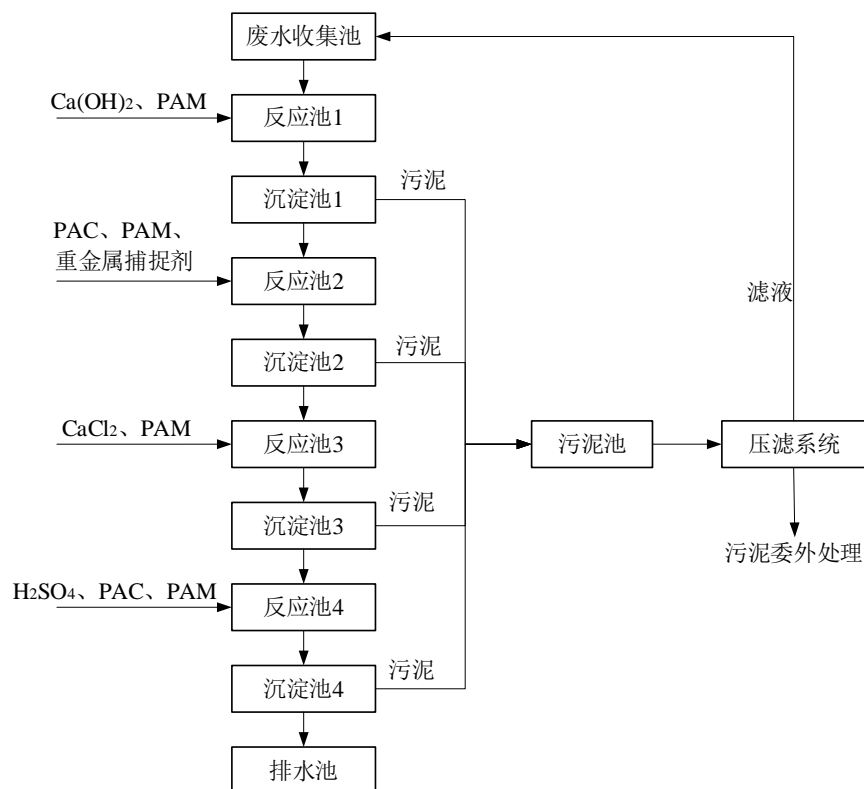 废水收集池
Ca(OH)2、PAM
反应池1
污泥
沉淀池1
PAC、PAM、
重金属捕捉剂
反应池2
滤液
污泥
沉淀池2
CaCl2、PAM
反应池3
污泥池
压滤系统
污泥
沉淀池3
污泥委外处理
H2SO4、PAC、PAM
反应池4
污泥
沉淀池4
排水池